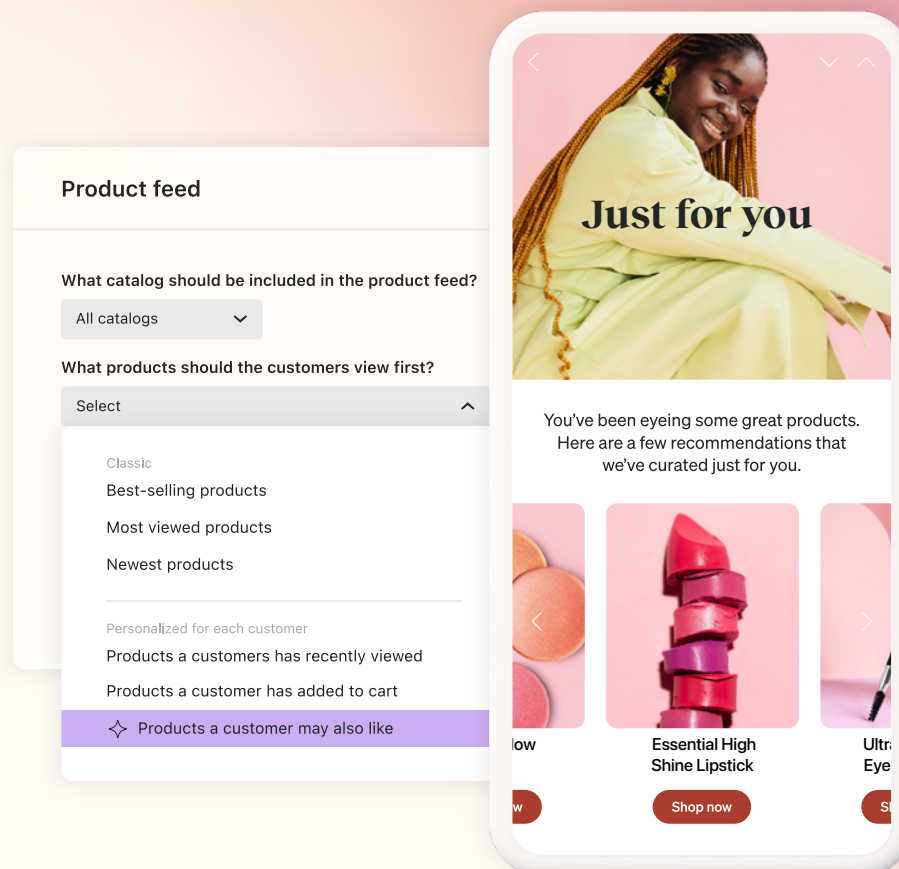 Product feed
What catalog should be included in the product feed?
All catalogs
What products should the customers view first?
Select
Classic
Best-selling products
Most viewed products
Newest products
Personalized for each customer
Products a customers has recently viewed
Products a customer has added to cart
Products a customer may also like
Just for you
You’ve been eyeing some great products.
Here are a few recommendations that
we’ve curated just for you.
Essential High
Shine Lipstick
Shop now